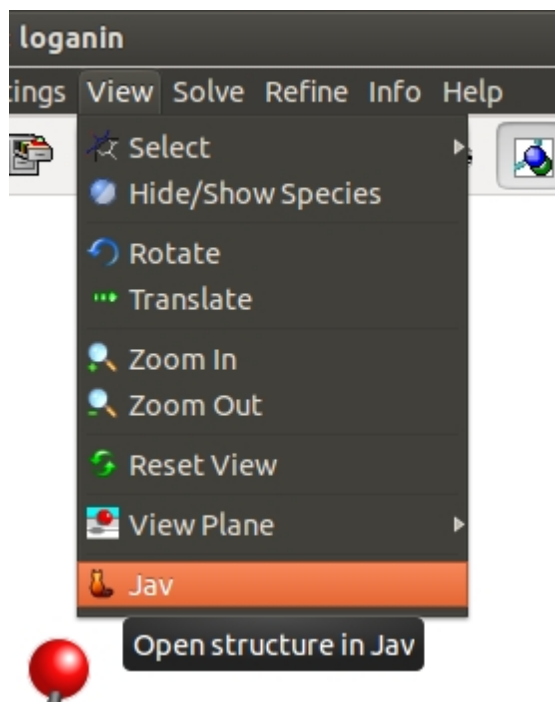 loganin
View Solve Refine Info Help
Select
Hide/Show Species
Rotate
Translate
Zoom In
Zoom Out
Reset View
View Plane
Jav
Open structure in Jav